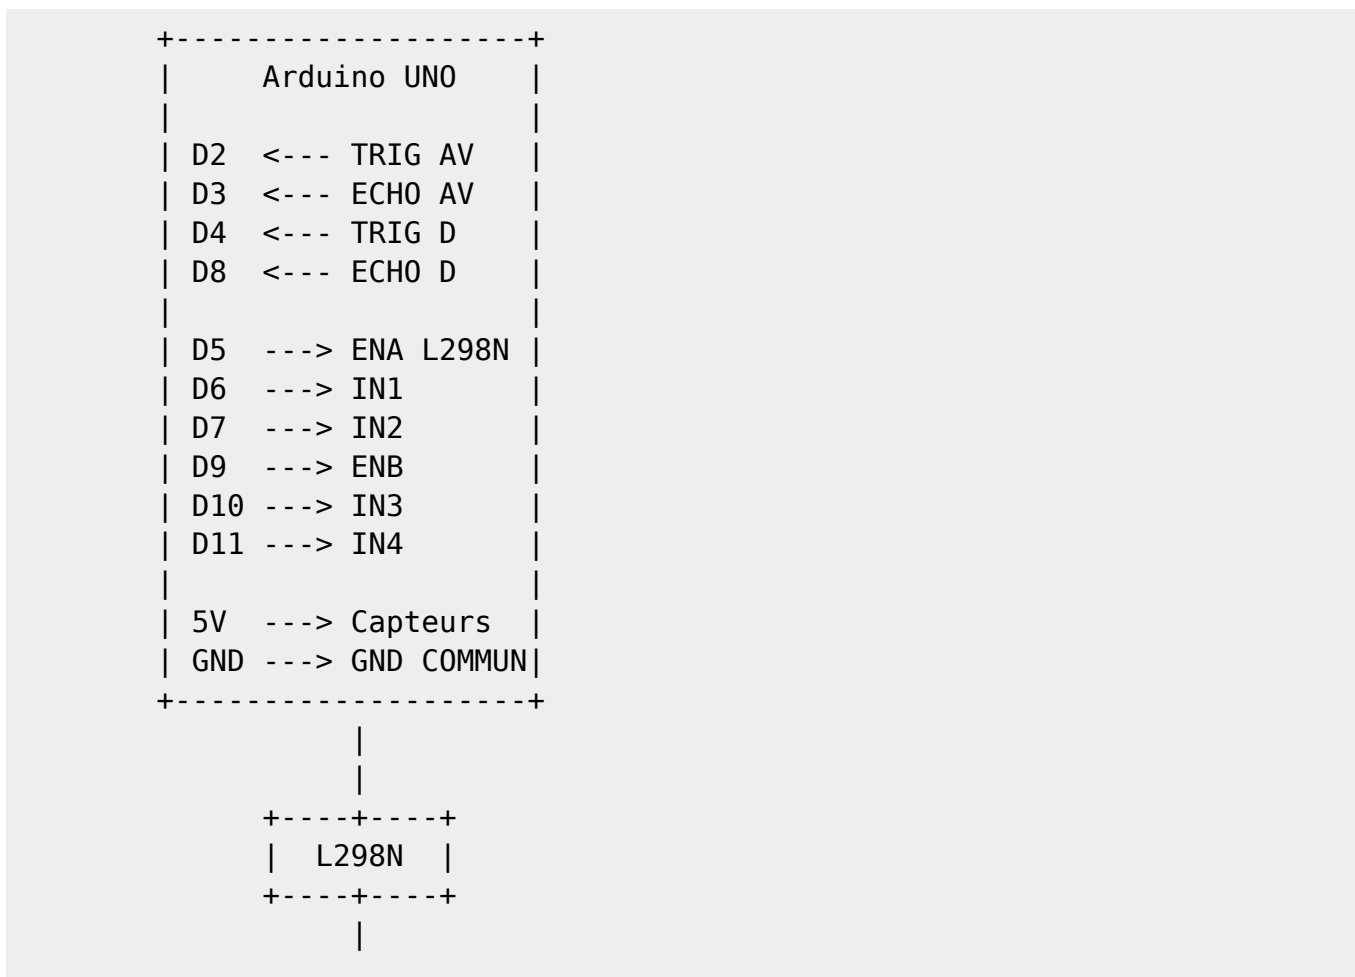 +--------------------+
|     Arduino UNO    |
|                    |
| D2  <--- TRIG AV   |
| D3  <--- ECHO AV   |
| D4  <--- TRIG D    |
| D8  <--- ECHO D    |
|                    |
| D5  ---> ENA L298N |
| D6  ---> IN1       |
| D7  ---> IN2       |
| D9  ---> ENB       |
| D10 ---> IN3       |
| D11 ---> IN4       |
|                    |
| 5V  ---> Capteurs  |
| GND ---> GND COMMUN|
+--------------------+
           |
           |
      +----+----+
      |  L298N  |
      +----+----+
           |